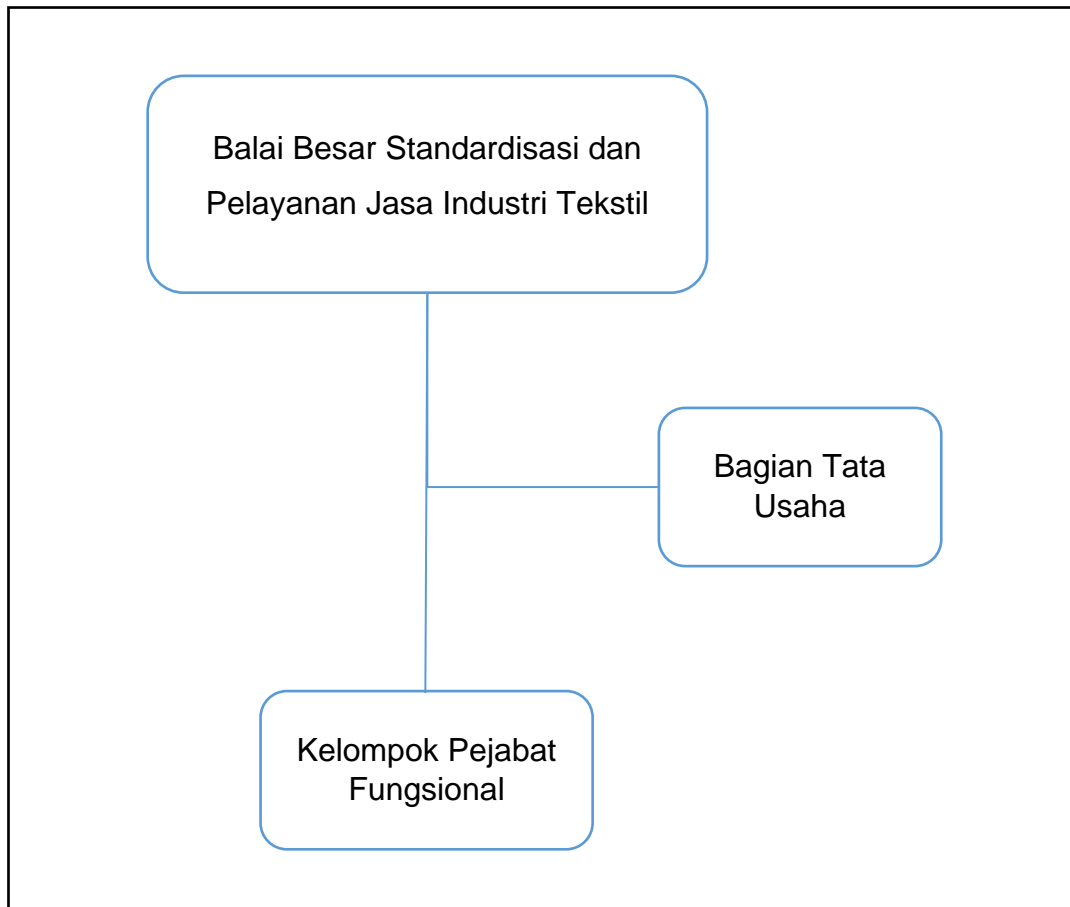 Balai Besar Standardisasi dan
Pelayanan Jasa Industri Tekstil
Bagian Tata
Usaha
Kelompok Pejabat
Fungsional